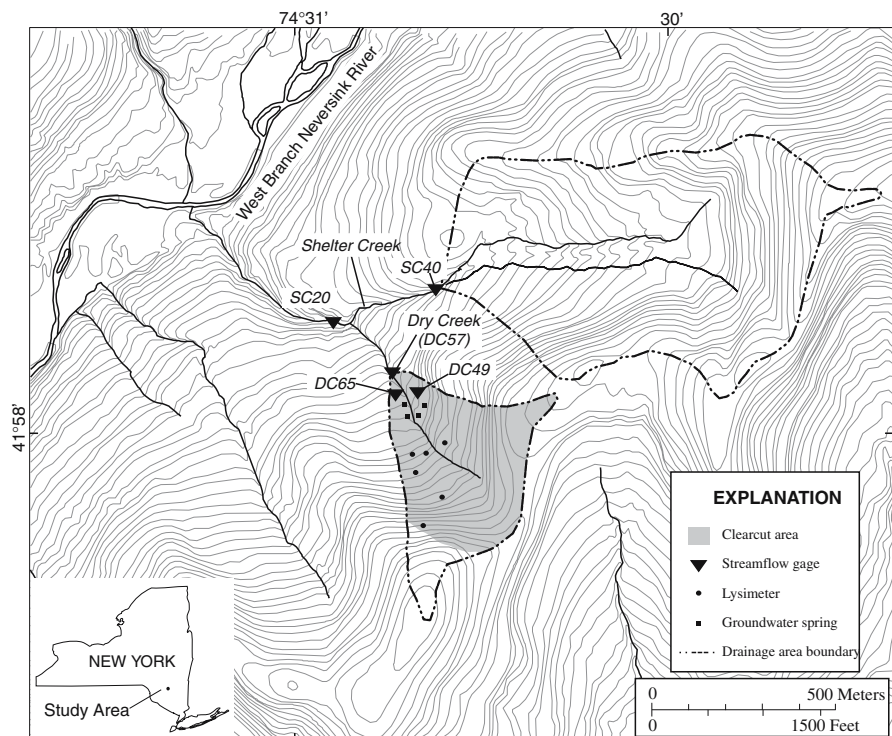 74°31'
30'
West Branch Neversink River
Shelter Creek
SC40
SC20
Dry Creek
(DC57)
DC49
DC65
41°58'
EXPLANATION
Clearcut area
Streamflow gage
Lysimeter
Groundwater spring
Drainage area boundary
NEW YORK
Study Area
0 500 Meters
0 1500 Feet